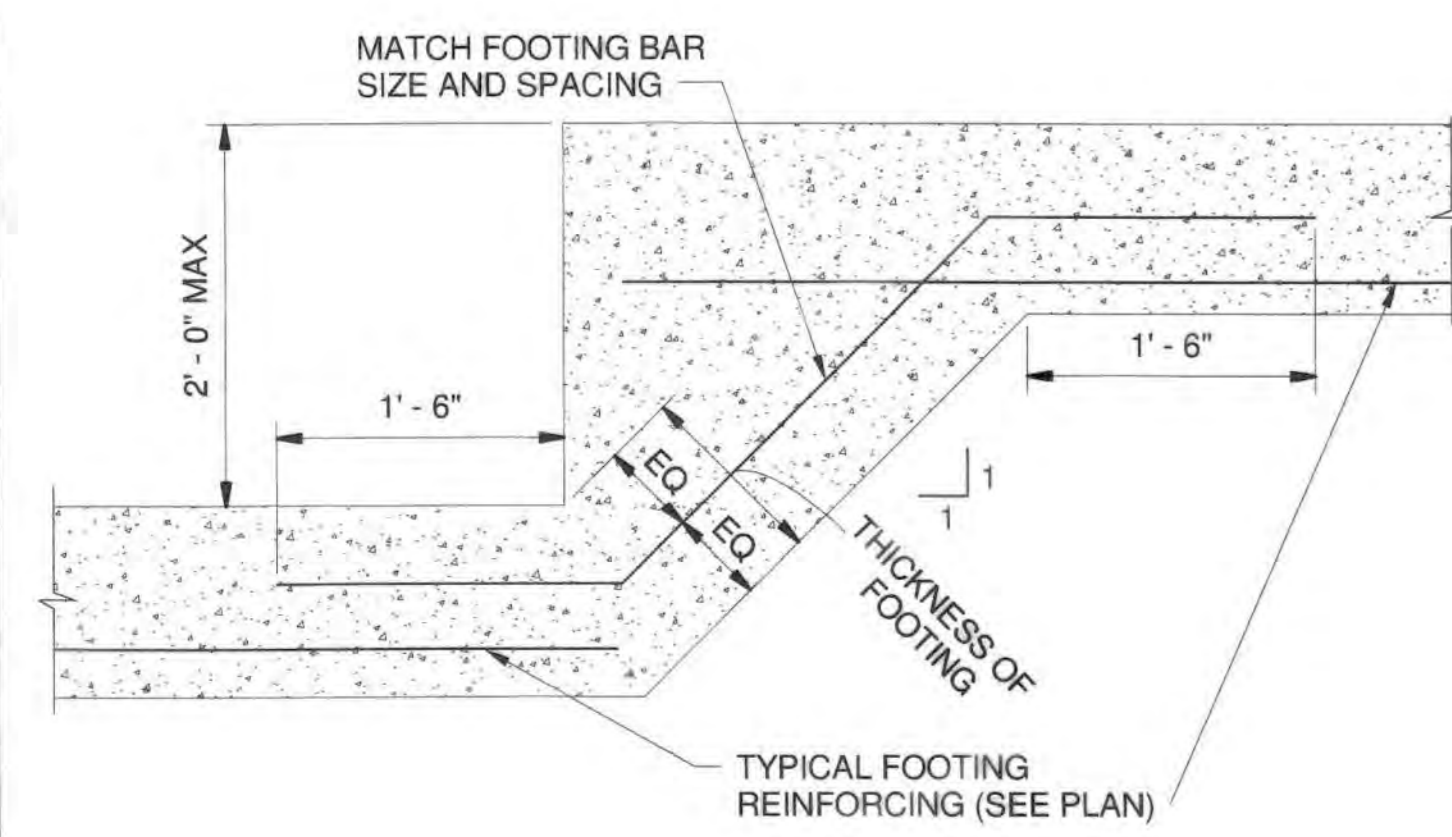 MATCH FOOTING BAR
SIZE AND SPACING
2' - 0" MAX
1' - 6"
1' - 6"
EQ
EQ
1
1
THICKNESS OF
FOOTING
TYPICAL FOOTING
REINFORCING (SEE PLAN)